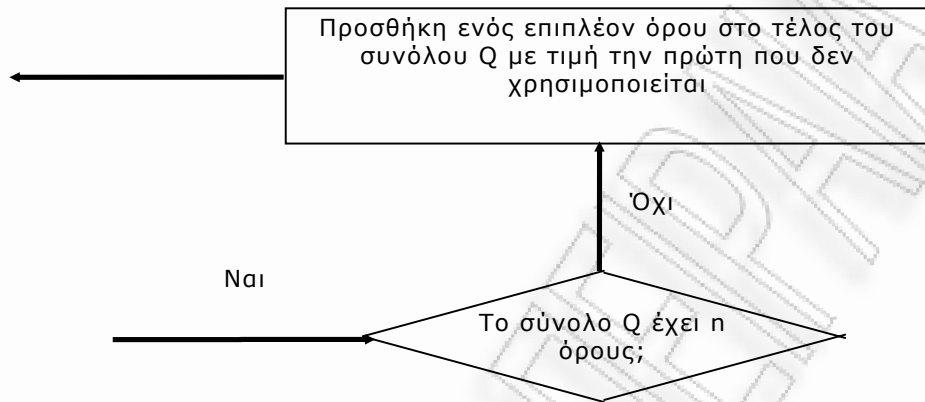 Προσθήκη ενός επιπλέον όρου στο τέλος του
συνόλου Q με τιμή την πρώτη που δεν
χρησιμοποιείται
Όχι
Ναι
Το σύνολο Q έχει n
όρους;